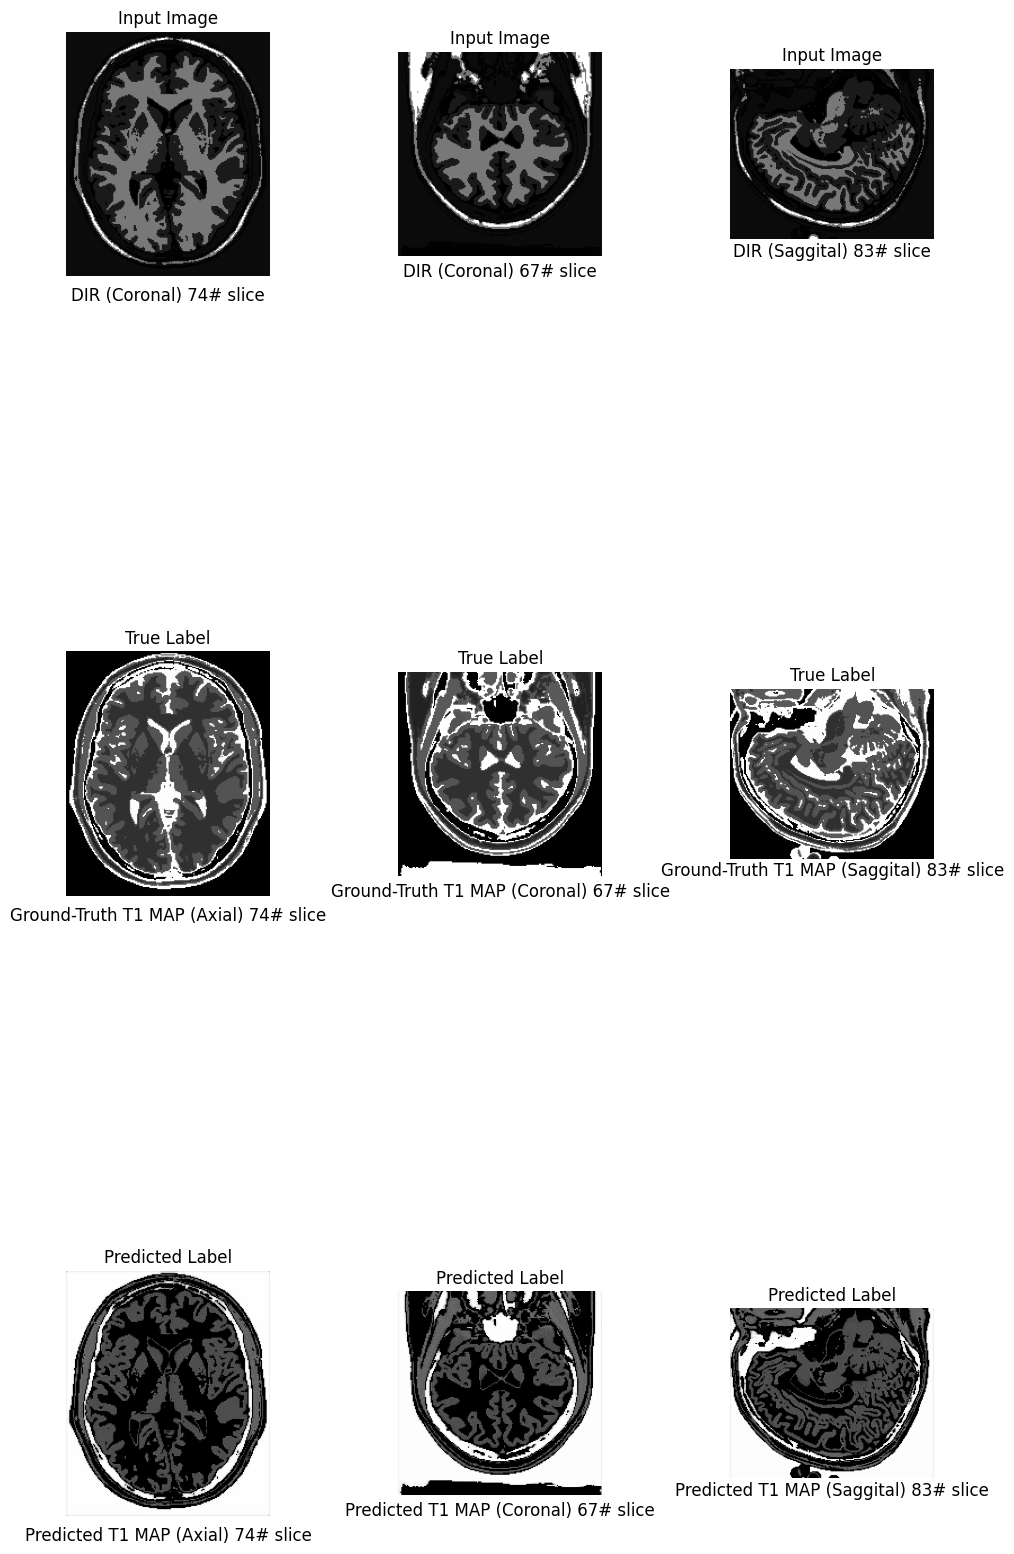 Input Image
Input Image
Input Image
DIR (Coronal) 74# slice
DIR (Coronal) 67# slice
DIR (Saggital) 83# slice
True Label
True Label
True Label
Ground-Truth T1 MAP (Axial) 74# slice
Ground-Truth T1 MAP (Coronal) 67# slice
Ground-Truth T1 MAP (Saggital) 83# slice
Predicted Label
Predicted Label
Predicted Label
Predicted T1 MAP (Axial) 74# slice
Predicted T1 MAP (Coronal) 67# slice
Predicted T1 MAP (Saggital) 83# slice